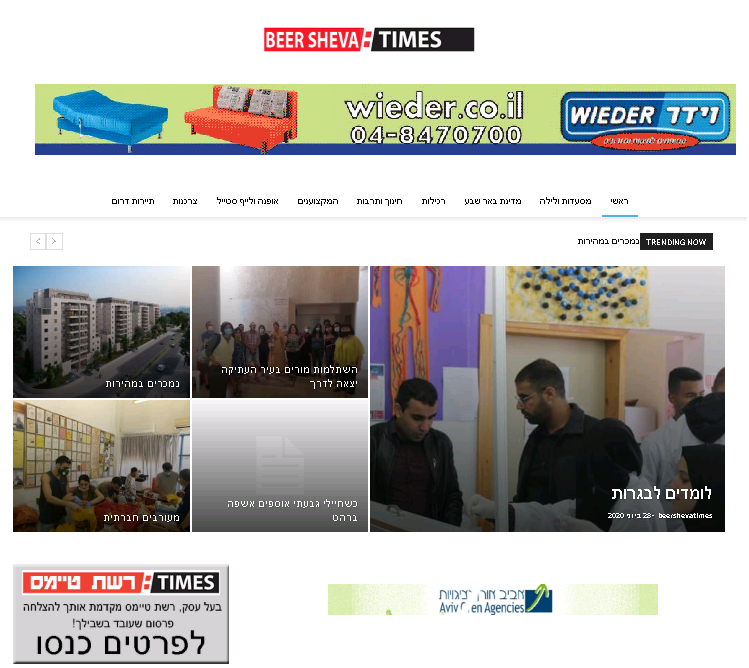 BEER SHEVA TIMES
wieder.co.il
04-8470700
וידר WIEDER
ראשי
מסעדות ולילה
מדינת באר שבע
רכילות
חינוך ותרבות
המקצוענים
אופנה ולייף סטייל
צרכנות
תיירות דרום
TRENDING NOW
נמכרים במהירות
לומדים לבגרות
beershevatimes - 28 ביוני 2020
השתלמות מורים בעיר העתיקה
יצאה לדרך
נמכרים במהירות
כשחיילי גבעתי אוספים אשפה
ברהט
מעורבים חברתית
רשת טיימס TIMES
בעל עסק, רשת טיימס מקדמת אותך להצלחה
פרסום שעובד בשבילך!
לפרטים כנסו
אביב
Aviv Agencies